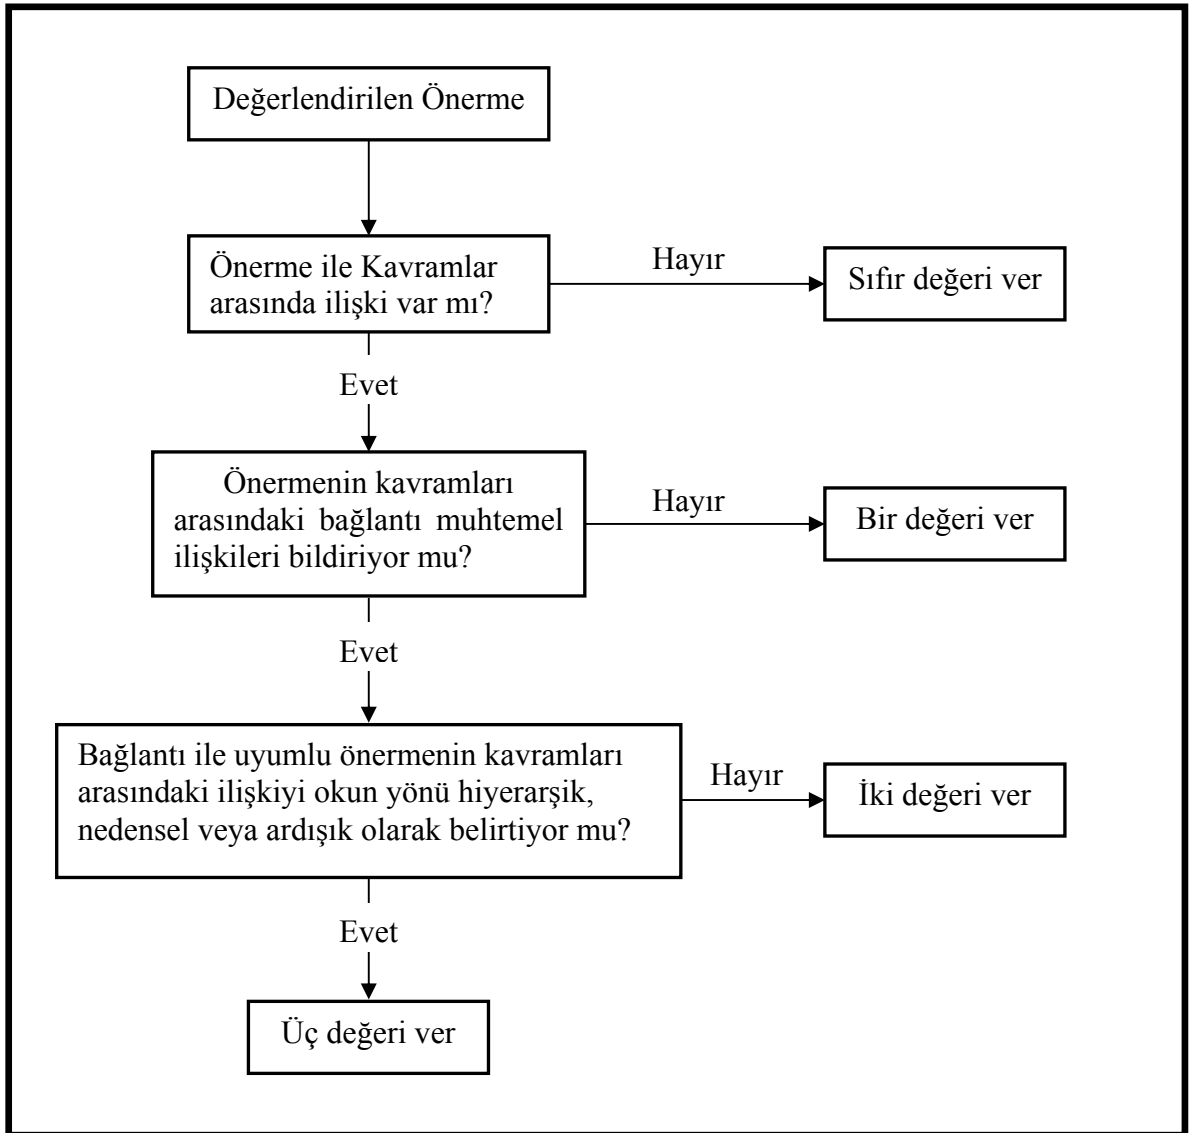 Değerlendirilen Önerme
Önerme ile Kavramlar
arasında ilişki var mı?
Hayır
Sıfır değeri ver
Evet
Önermenin kavramları
arasındaki bağlantı muhtemel
ilişkileri bildiriyor mu?
Hayır
Bir değeri ver
Evet
Bağlantı ile uyumlu önermenin kavramları
arasındaki ilişkiyi okun yönü hiyerarşik,
nedensel veya ardışık olarak belirtiyor mu?
Hayır
İki değeri ver
Evet
Üç değeri ver